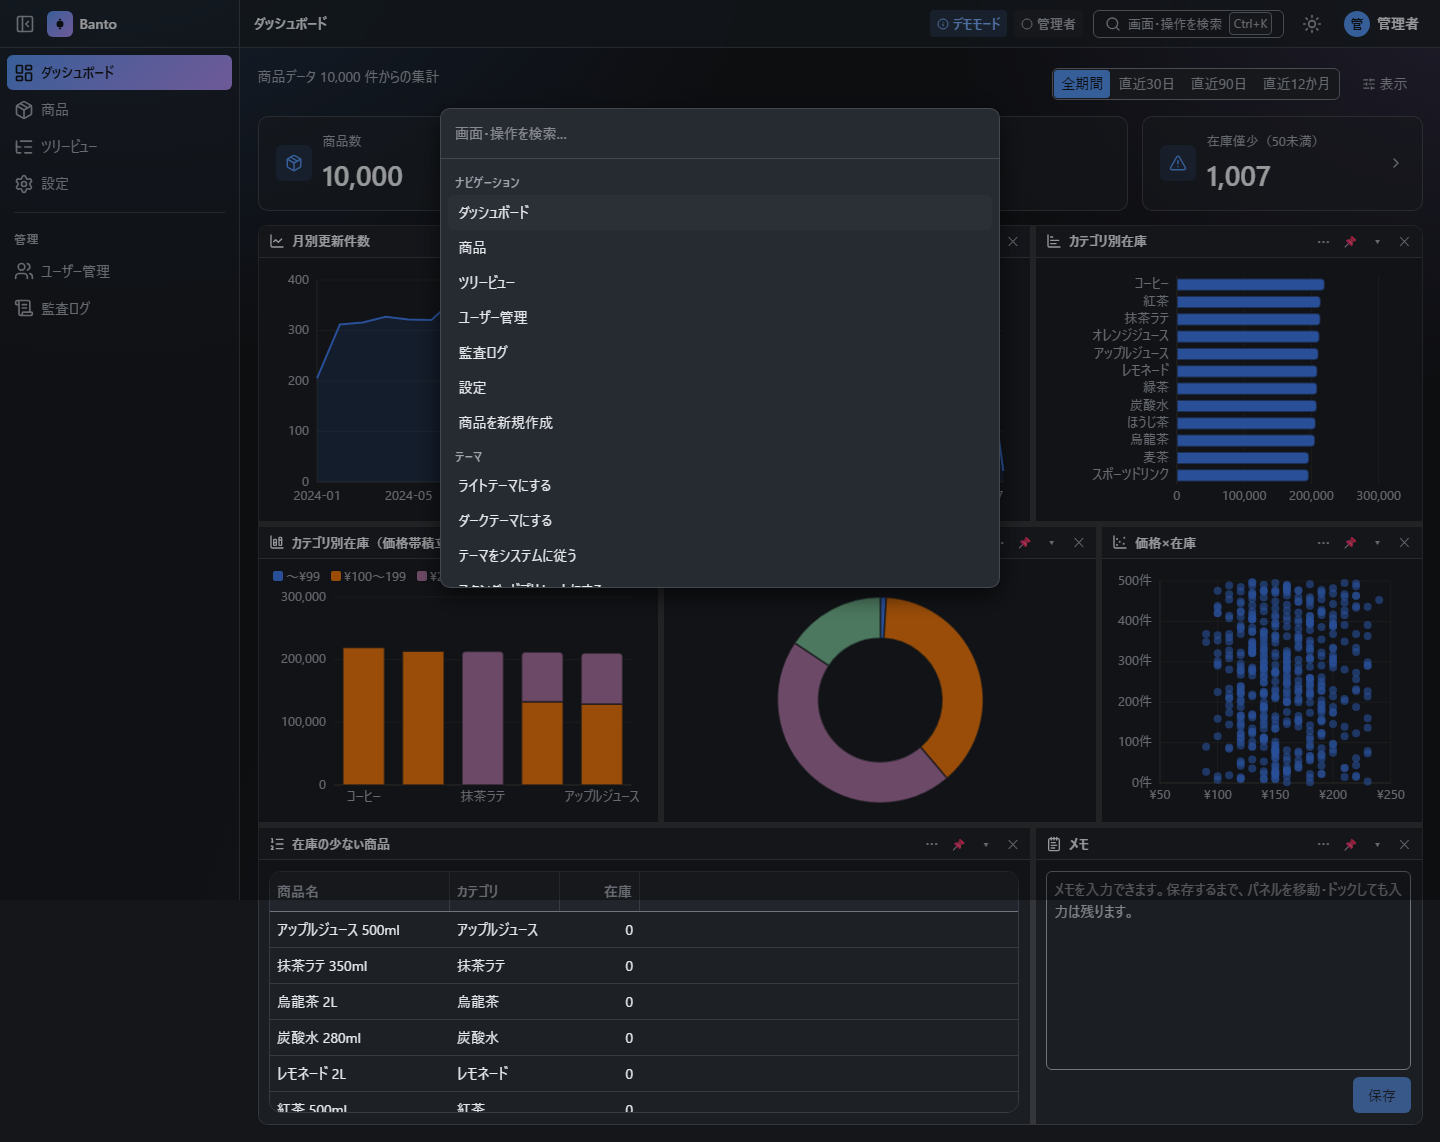 Banto
ダッシュボード
デモモード
管理者
画面・操作を検索
Ctrl+K
管
管理者
ダッシュボード
商品
ツリービュー
設定
管理
ユーザー管理
監査ログ
商品データ 10,000 件からの集計
全期間
直近30日
直近90日
直近12か月
表示
商品数
10,000
在庫僅少（50未満）
1,007
画面・操作を検索...
ナビゲーション
ダッシュボード
商品
ツリービュー
ユーザー管理
監査ログ
設定
商品を新規作成
テーマ
ライトテーマにする
ダークテーマにする
テーマをシステムに従う
月別更新件数
400
300
200
100
0
2024-01
2024-05
カテゴリ別在庫
コーヒー
紅茶
抹茶ラテ
オレンジジュース
アップルジュース
レモネード
緑茶
炭酸水
ほうじ茶
烏龍茶
麦茶
スポーツドリンク
0
100,000
200,000
300,000
カテゴリ別在庫（価格帯積立
〜¥99
¥100〜199
300,000
200,000
100,000
0
コーヒー
抹茶ラテ
アップルジュース
価格×在庫
500件
400件
300件
200件
100件
0件
¥50
¥100
¥150
¥200
¥250
在庫の少ない商品
商品名
カテゴリ
在庫
アップルジュース 500ml
アップルジュース
0
抹茶ラテ 350ml
抹茶ラテ
0
烏龍茶 2L
烏龍茶
0
炭酸水 280ml
炭酸水
0
レモネード 2L
レモネード
0
紅茶 500ml
紅茶
0
メモ
メモを入力できます。保存するまで、パネルを移動・ドックしても入
力は残ります。
保存